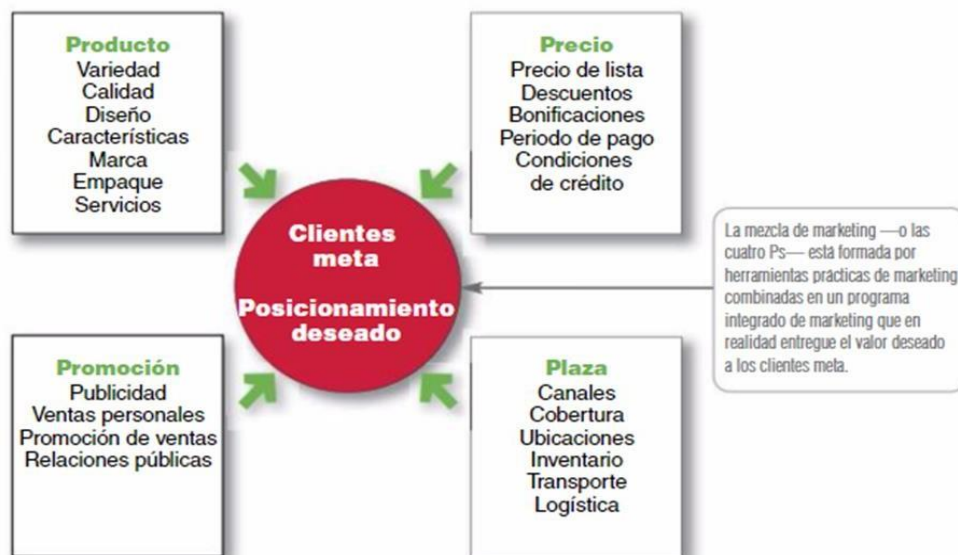 Producto
Variedad
Calidad
Diseño
Características
Marca
Empaque
Servicios
Precio
Precio de lista
Descuentos
Bonificaciones
Periodo de pago
Condiciones
de crédito
Clientes
meta
Posicionamiento
deseado
La mezcla de marketing —o las
cuatro Ps— está formada por
herramientas prácticas de marketing
combinadas en un programa
integrado de marketing que en
realidad entregue el valor deseado
a los clientes meta.
Promoción
Publicidad
Ventas personales
Promoción de ventas
Relaciones públicas
Plaza
Canales
Cobertura
Ubicaciones
Inventario
Transporte
Logística